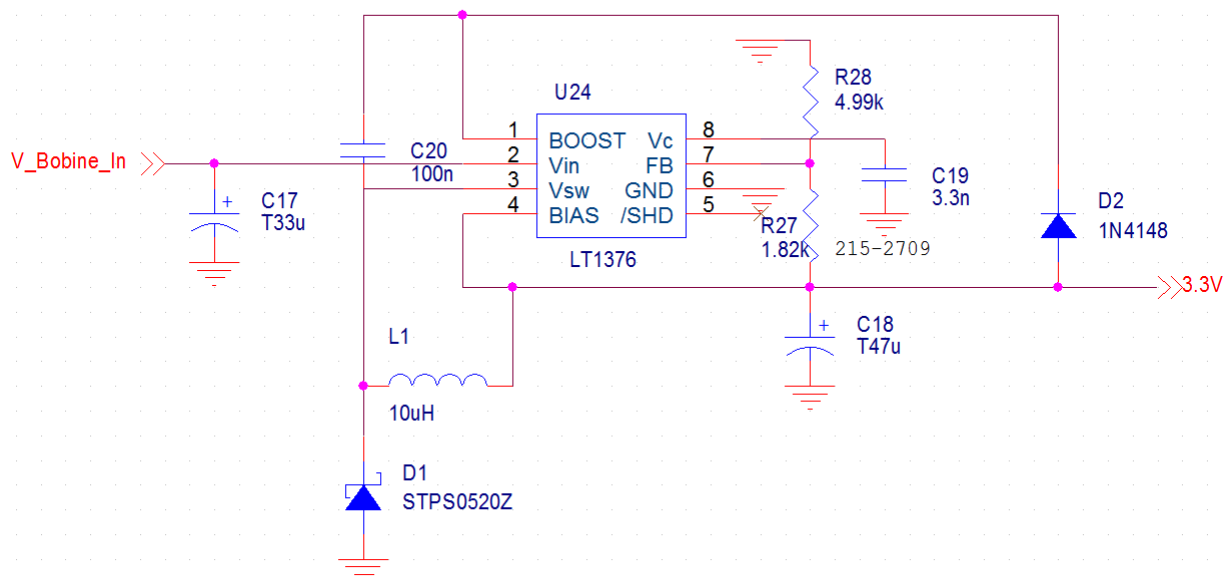 V_Bobine_In
C17
T33u
+
C20
100n
U24
1
BOOST
2
Vin
3
Vsw
4
BIAS
Vc
8
FB
7
GND
6
/SHD
5
LT1376
R28
4.99k
C19
3.3n
R27
1.82k
215-2709
D2
1N4148
3.3V
L1
10uH
+
C18
T47u
D1
STPS0520Z